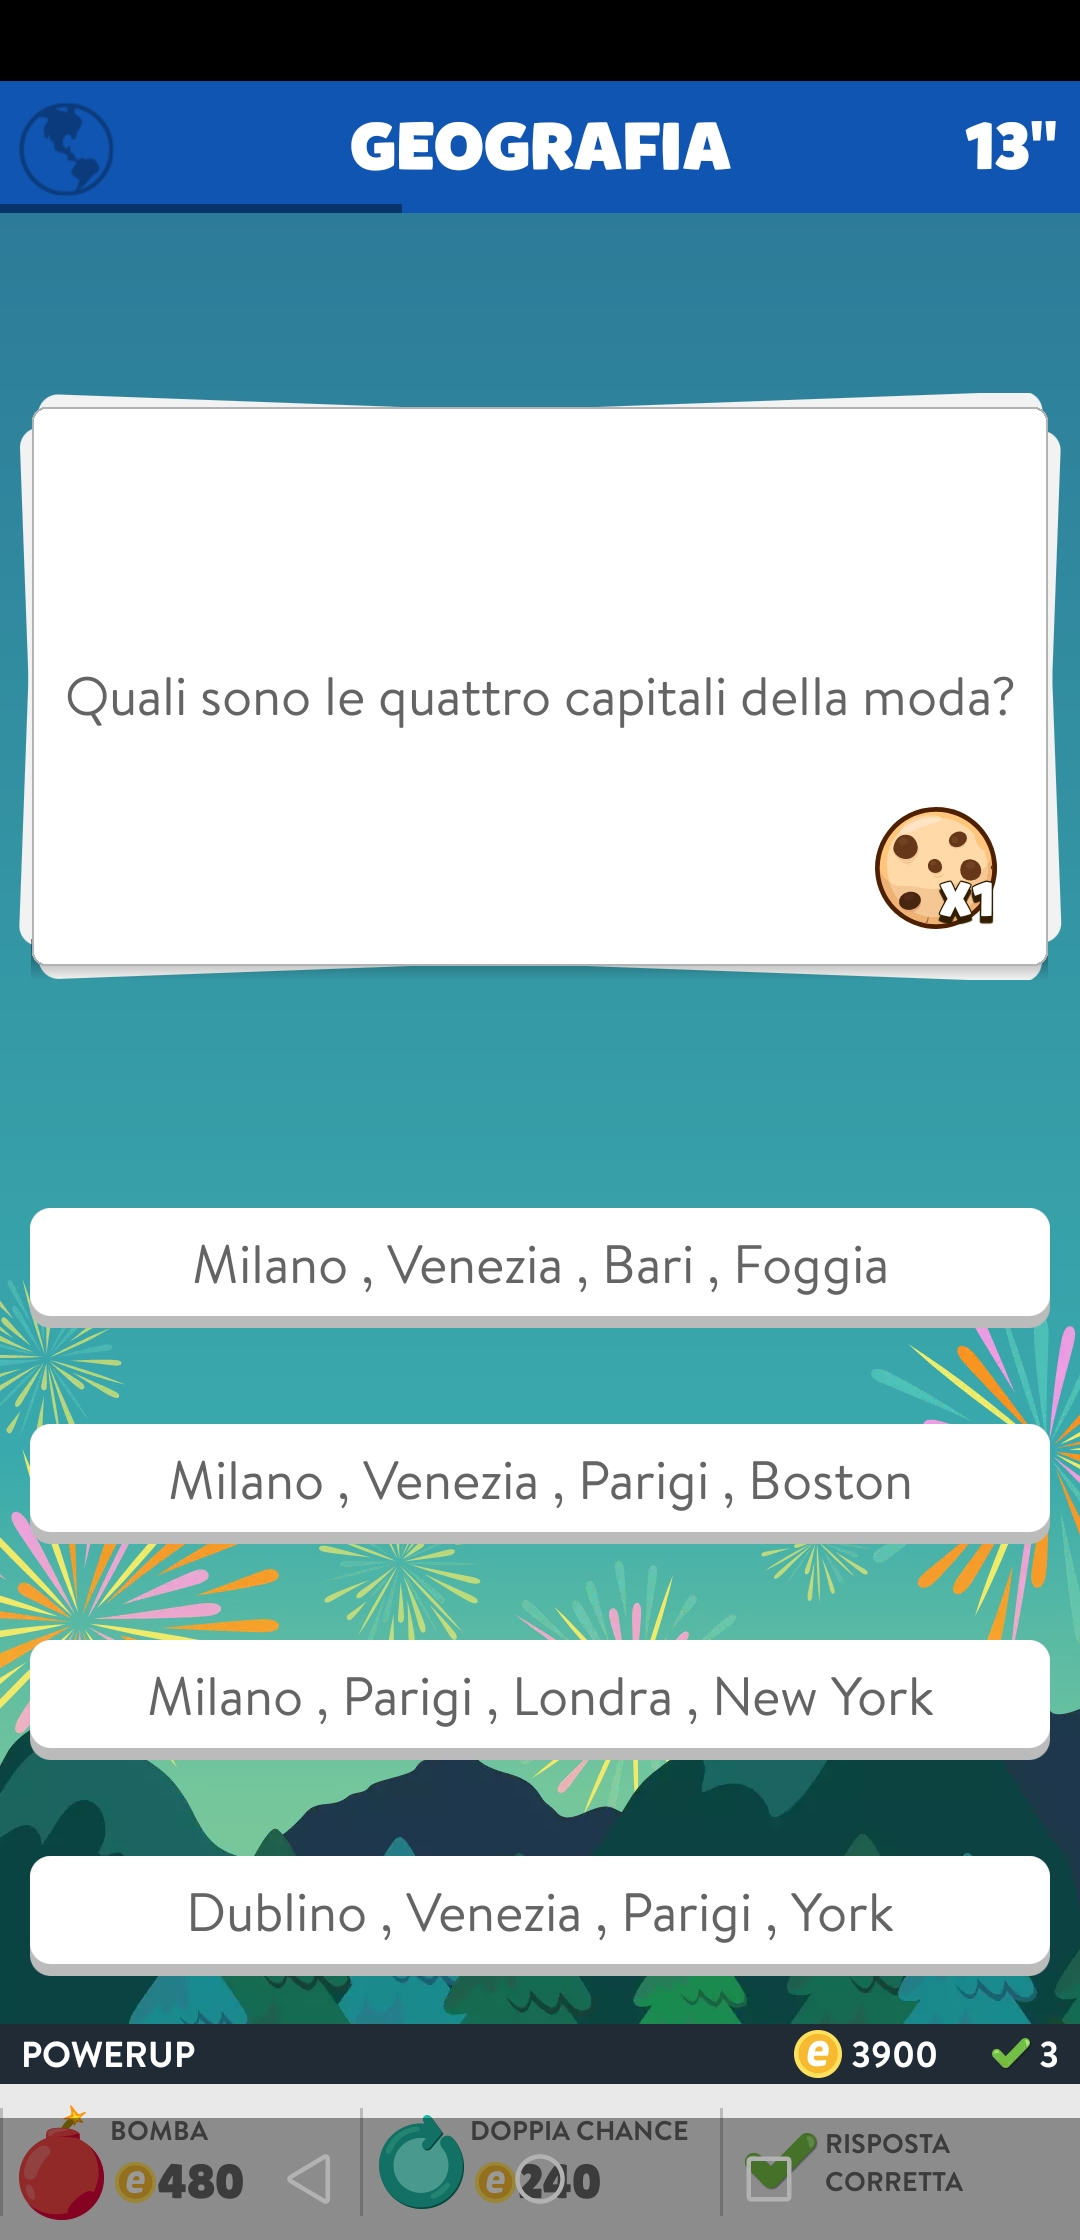 GEOGRAFIA
13"
Quali sono le quattro capitali della moda?
X1
Milano , Venezia , Bari , Foggia
Milano , Venezia , Parigi , Boston
Milano , Parigi , Londra , New York
Dublino , Venezia , Parigi , York
POWERUP
e 3900
3
BOMBA
e 480
DOPPIA CHANCE
e 240
RISPOSTA
CORRETTA